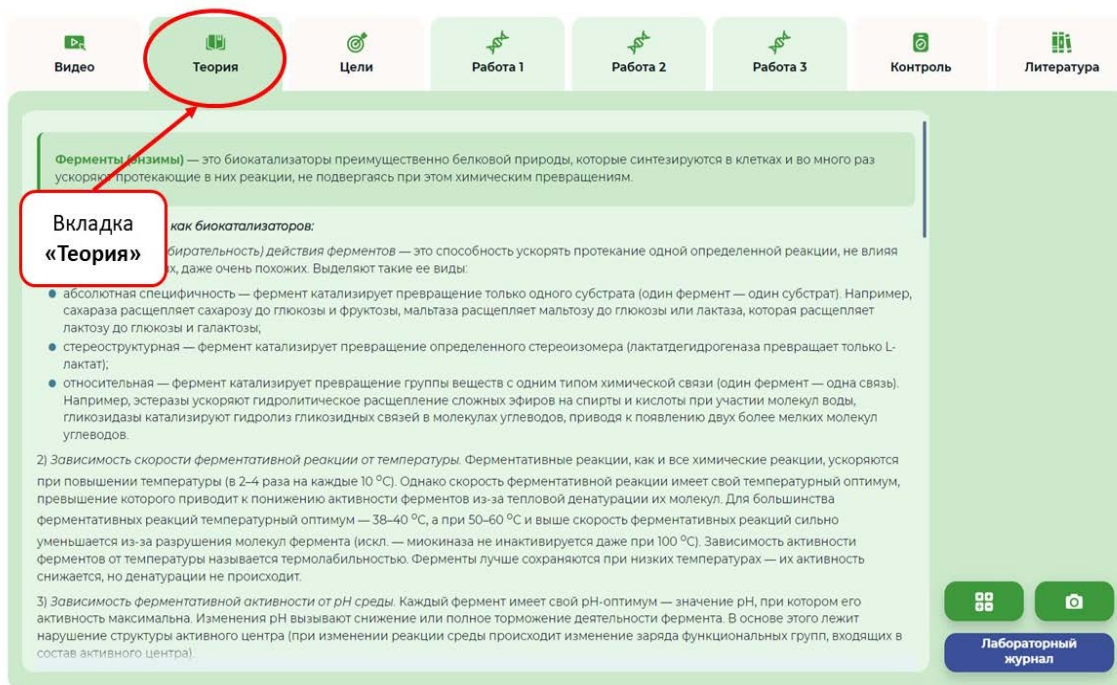 Видео
Теория
Цели
Работа 1
Работа 2
Работа 3
Контроль
Литература
Ферменты (энзимы) — это биокатализаторы преимущественно белковой природы, которые синтезируются в клетках и во много раз
ускоряют протекающие в них реакции, не подвергаясь при этом химическим превращениям.
Вкладка
«Теория»
как биокатализаторов:
бирательность) действия ферментов — это способность ускорять протекание одной определенной реакции, не влияя
х, даже очень похожих. Выделяют такие ее виды:
● абсолютная специфичность — фермент катализирует превращение только одного субстрата (один фермент — один субстрат). Например,
сахараза расщепляет сахарозу до глюкозы и фруктозы, мальтаза расщепляет мальтозу до глюкозы или лактаза, которая расщепляет
лактозу до глюкозы и галактозы;
● стереоструктурная — фермент катализирует превращение определенного стереоизомера (лактатдегидрогеназа превращает только L-
лактат);
● относительная — фермент катализирует превращение группы веществ с одним типом химической связи (один фермент — одна связь).
Например, эстеразы ускоряют гидролитическое расщепление сложных эфиров на спирты и кислоты при участии молекул воды,
гликозидазы катализируют гидролиз гликозидных связей в молекулах углеводов, приводя к появлению двух более мелких молекул
углеводов.
2) Зависимость скорости ферментативной реакции от температуры. Ферментативные реакции, как и все химические реакции, ускоряются
при повышении температуры (в 2–4 раза на каждые 10 ⁰С). Однако скорость ферментативной реакции имеет свой температурный оптимум,
превышение которого приводит к понижению активности ферментов из-за тепловой денатурации их молекул. Для большинства
ферментативных реакций температурный оптимум — 38–40 ⁰С, а при 50–60 ⁰С и выше скорость ферментативных реакций сильно
уменьшается из-за разрушения молекул фермента (искл. — миокиназа не инактивируется даже при 100 ⁰С). Зависимость активности
ферментов от температуры называется термолабильностью. Ферменты лучше сохраняются при низких температурах — их активность
снижается, но денатурации не происходит.
3) Зависимость ферментативной активности от pH среды. Каждый фермент имеет свой pH-оптимум — значение pH, при котором его
активность максимальна. Изменения pH вызывают снижение или полное торможение деятельности фермента. В основе этого лежит
нарушение структуры активного центра (при изменении реакции среды происходит изменение заряда функциональных групп, входящих в
состав активного центра).
Лабораторный
журнал